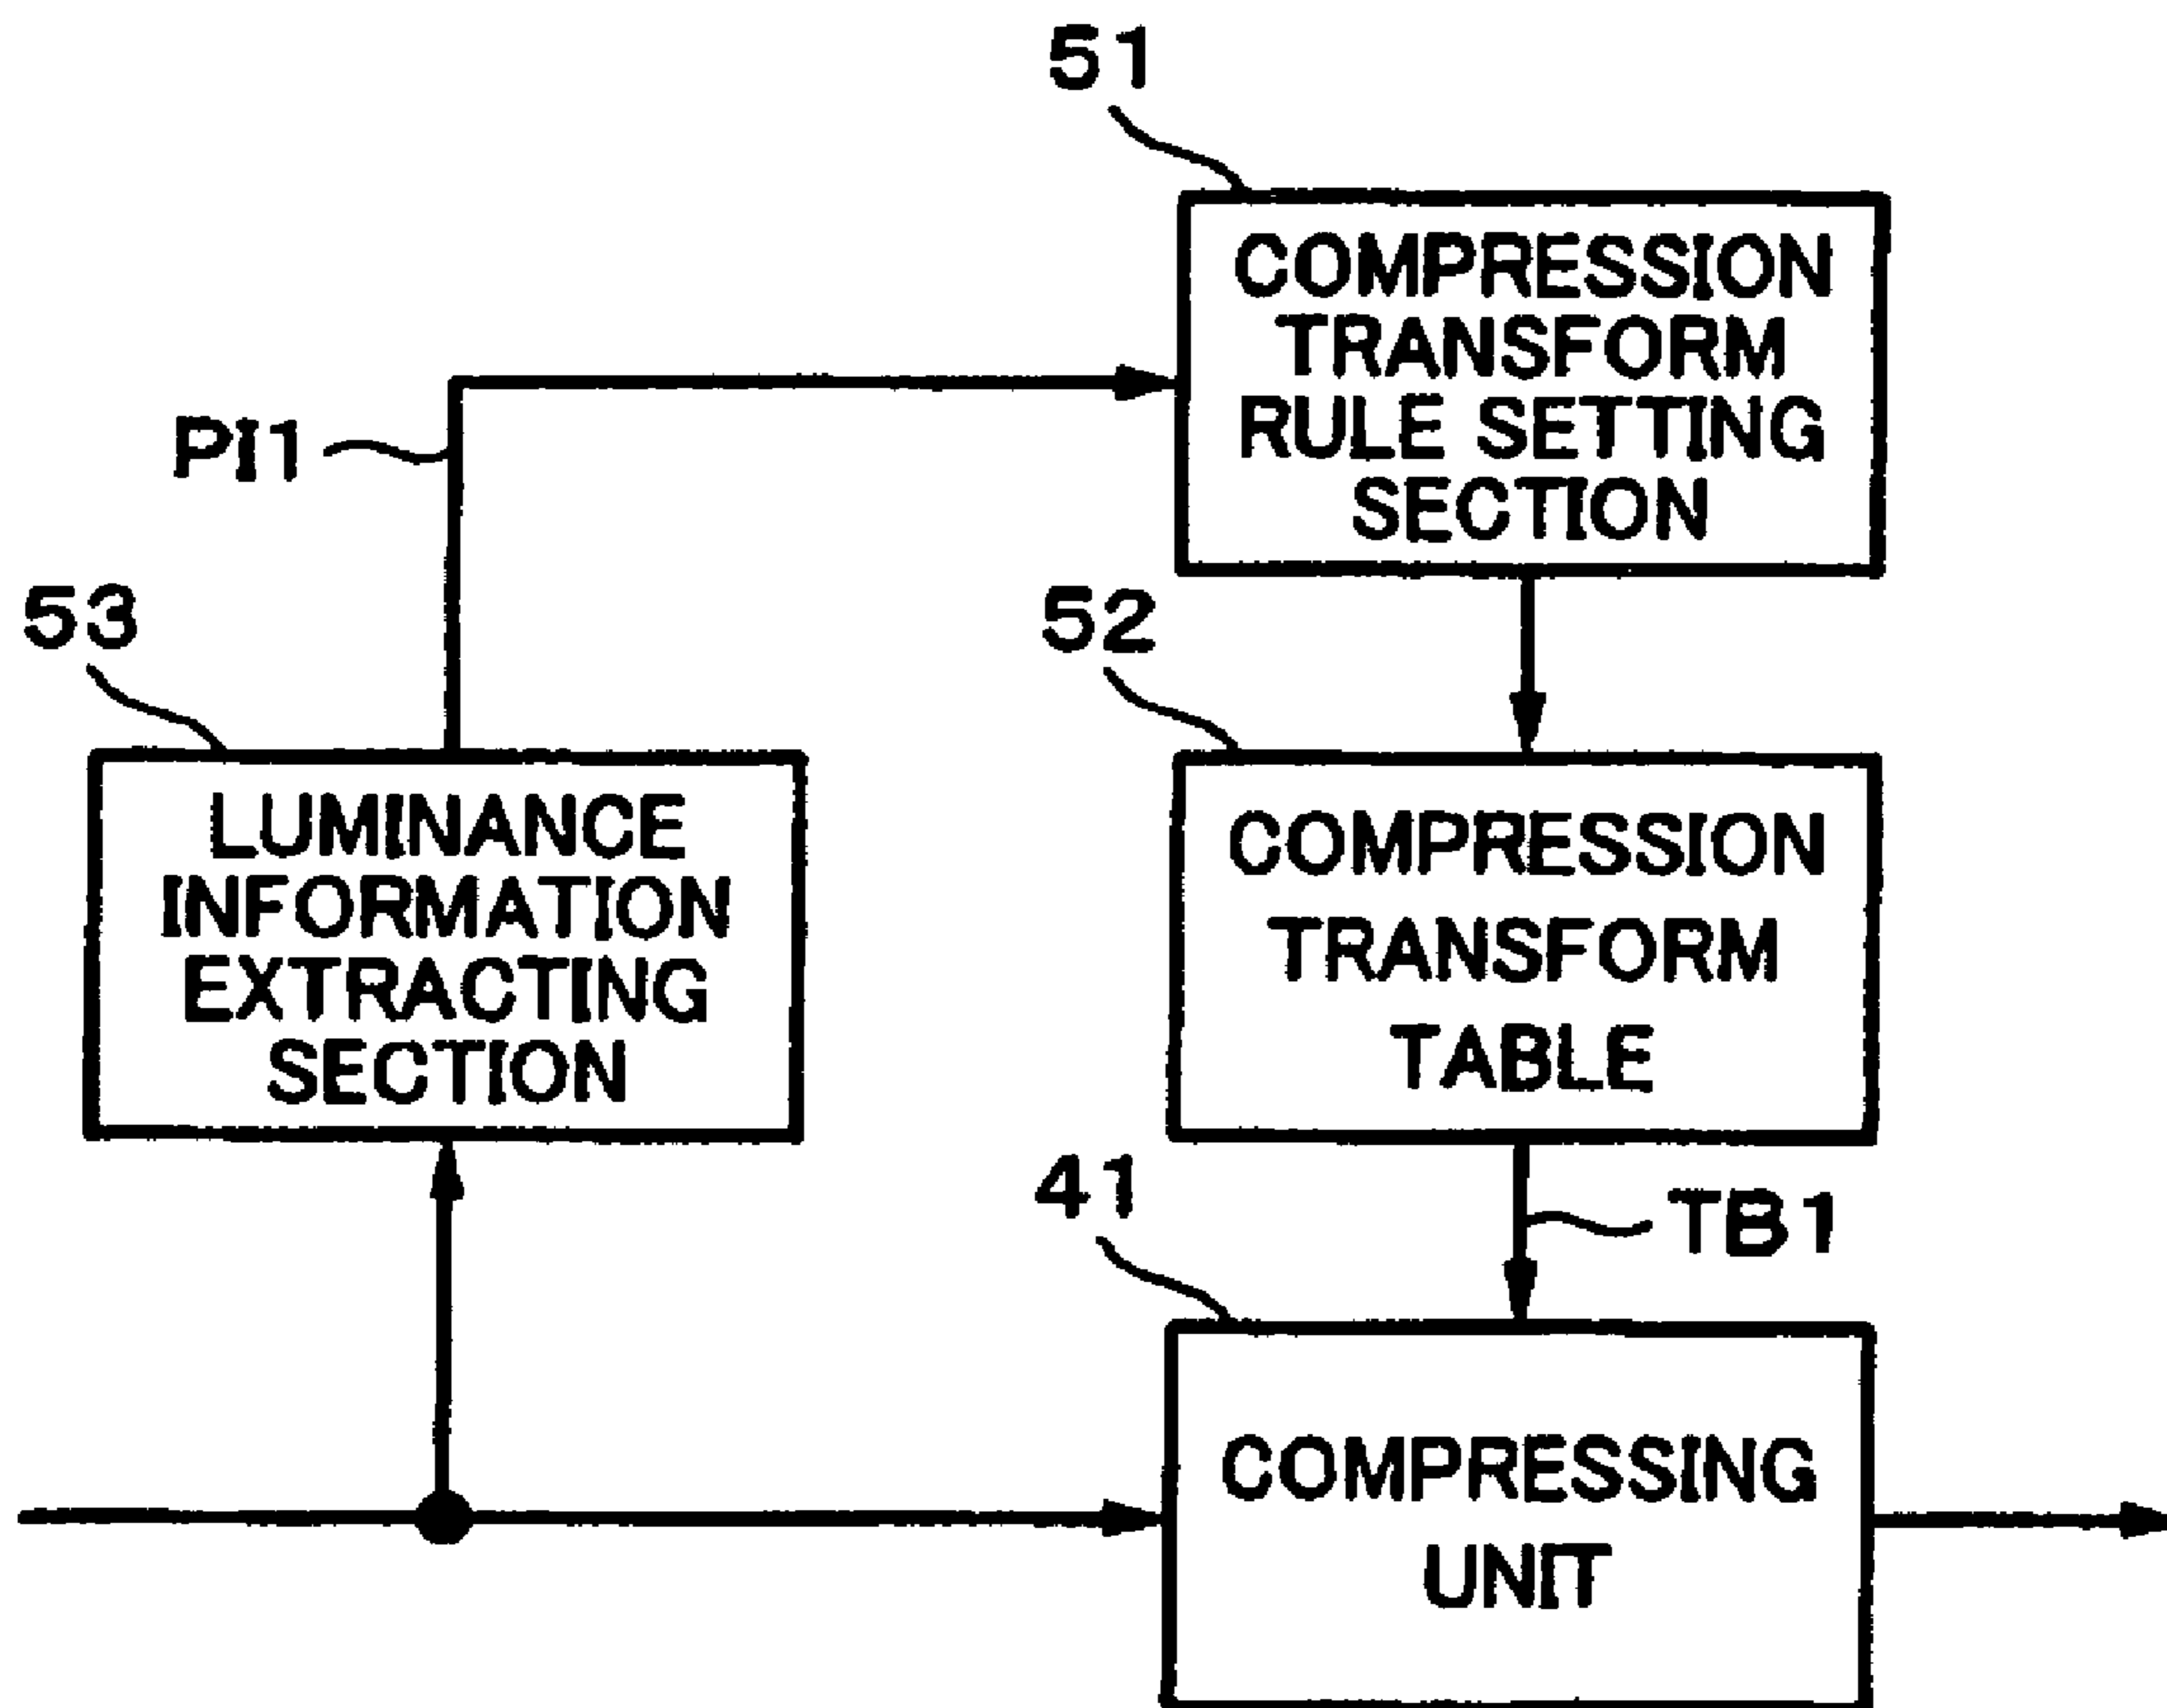 51
COMPRESSION
TRANSFORM
RULE SETTING
SECTION
PI1
53
52
LUMINANCE
INFORMATION
EXTRACTING
SECTION
COMPRESSION
TRANSFORM
TABLE
41
TB1
COMPRESSING
UNIT